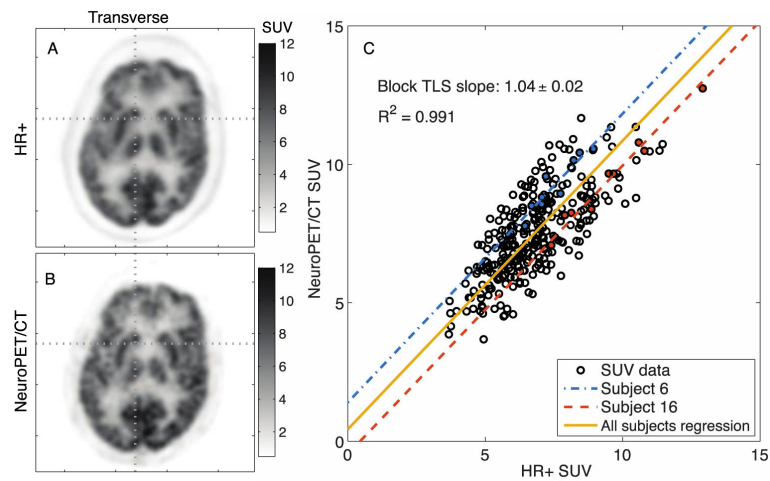 Transverse
SUV
A
12
10
8
6
4
2
HR+
B
12
10
8
6
4
2
NeuroPET/CT
C
Block TLS slope: 1.04 ± 0.02
R² = 0.991
15
10
5
0
NeuroPET/CT SUV
SUV data
Subject 6
Subject 16
All subjects regression
0 5 10 15
HR+ SUV